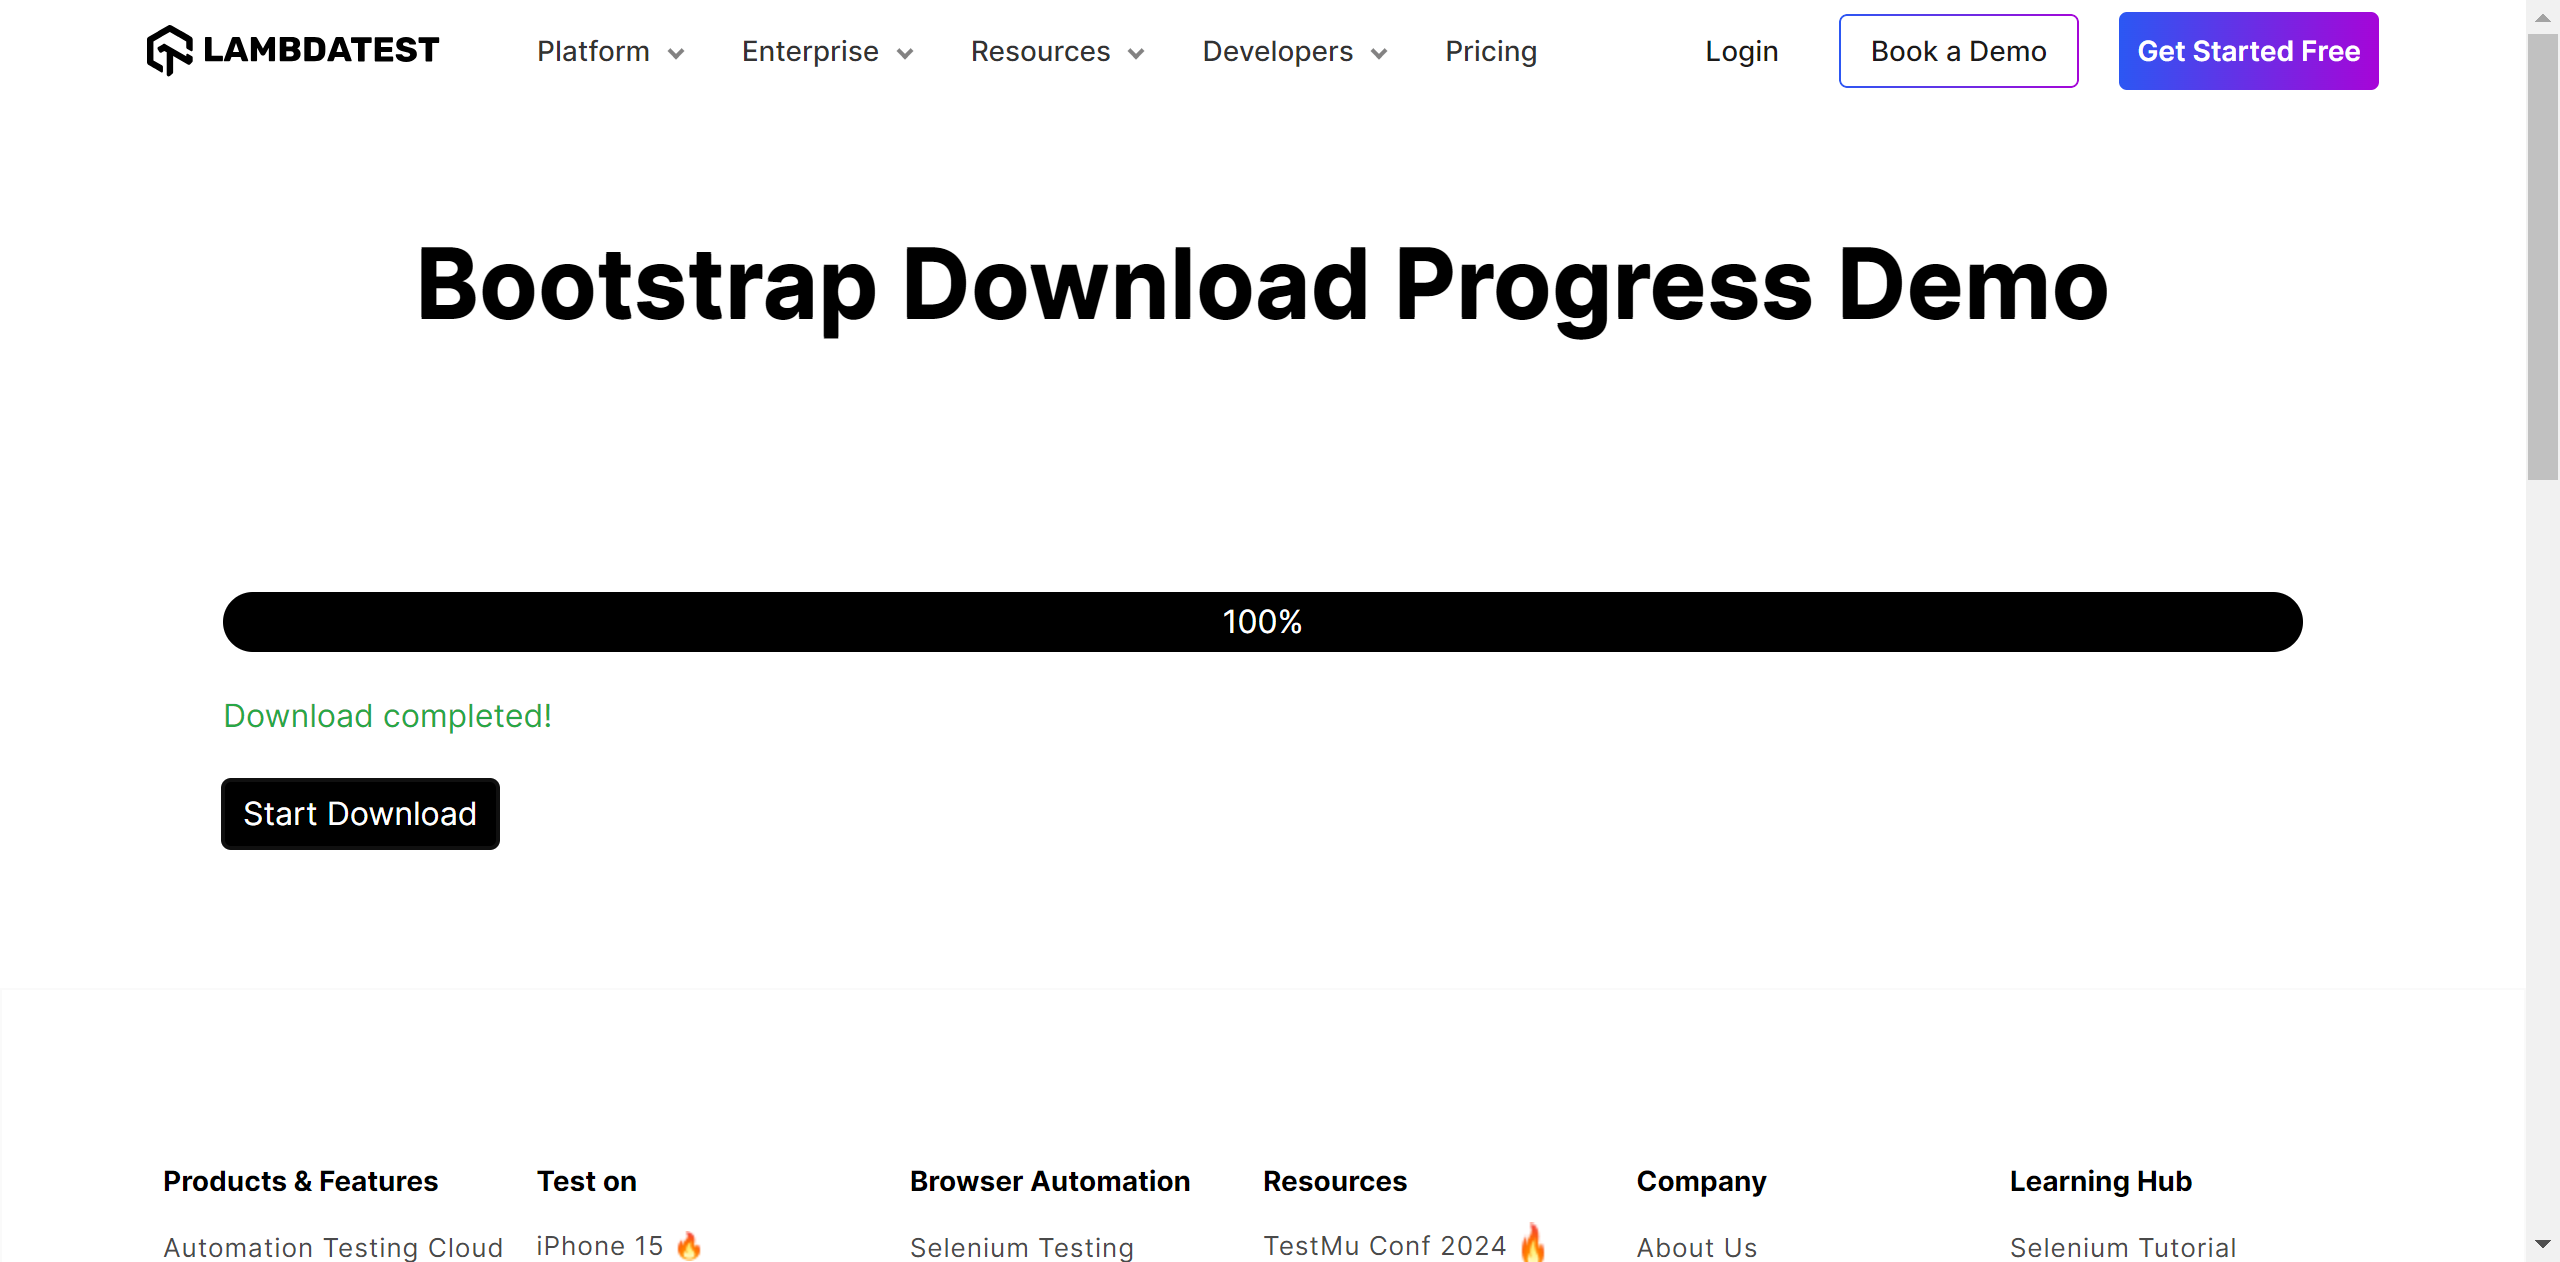 LAMBDATEST Platform Enterprise Resources Developers Pricing Login Book a Demo Get Started Free
Bootstrap Download Progress Demo
100%
Download completed!
Start Download
Products & Features Test on Browser Automation Resources Company Learning Hub
Automation Testing Cloud iPhone 15 🔥 Selenium Testing TestMu Conf 2024 🔥 About Us Selenium Tutorial